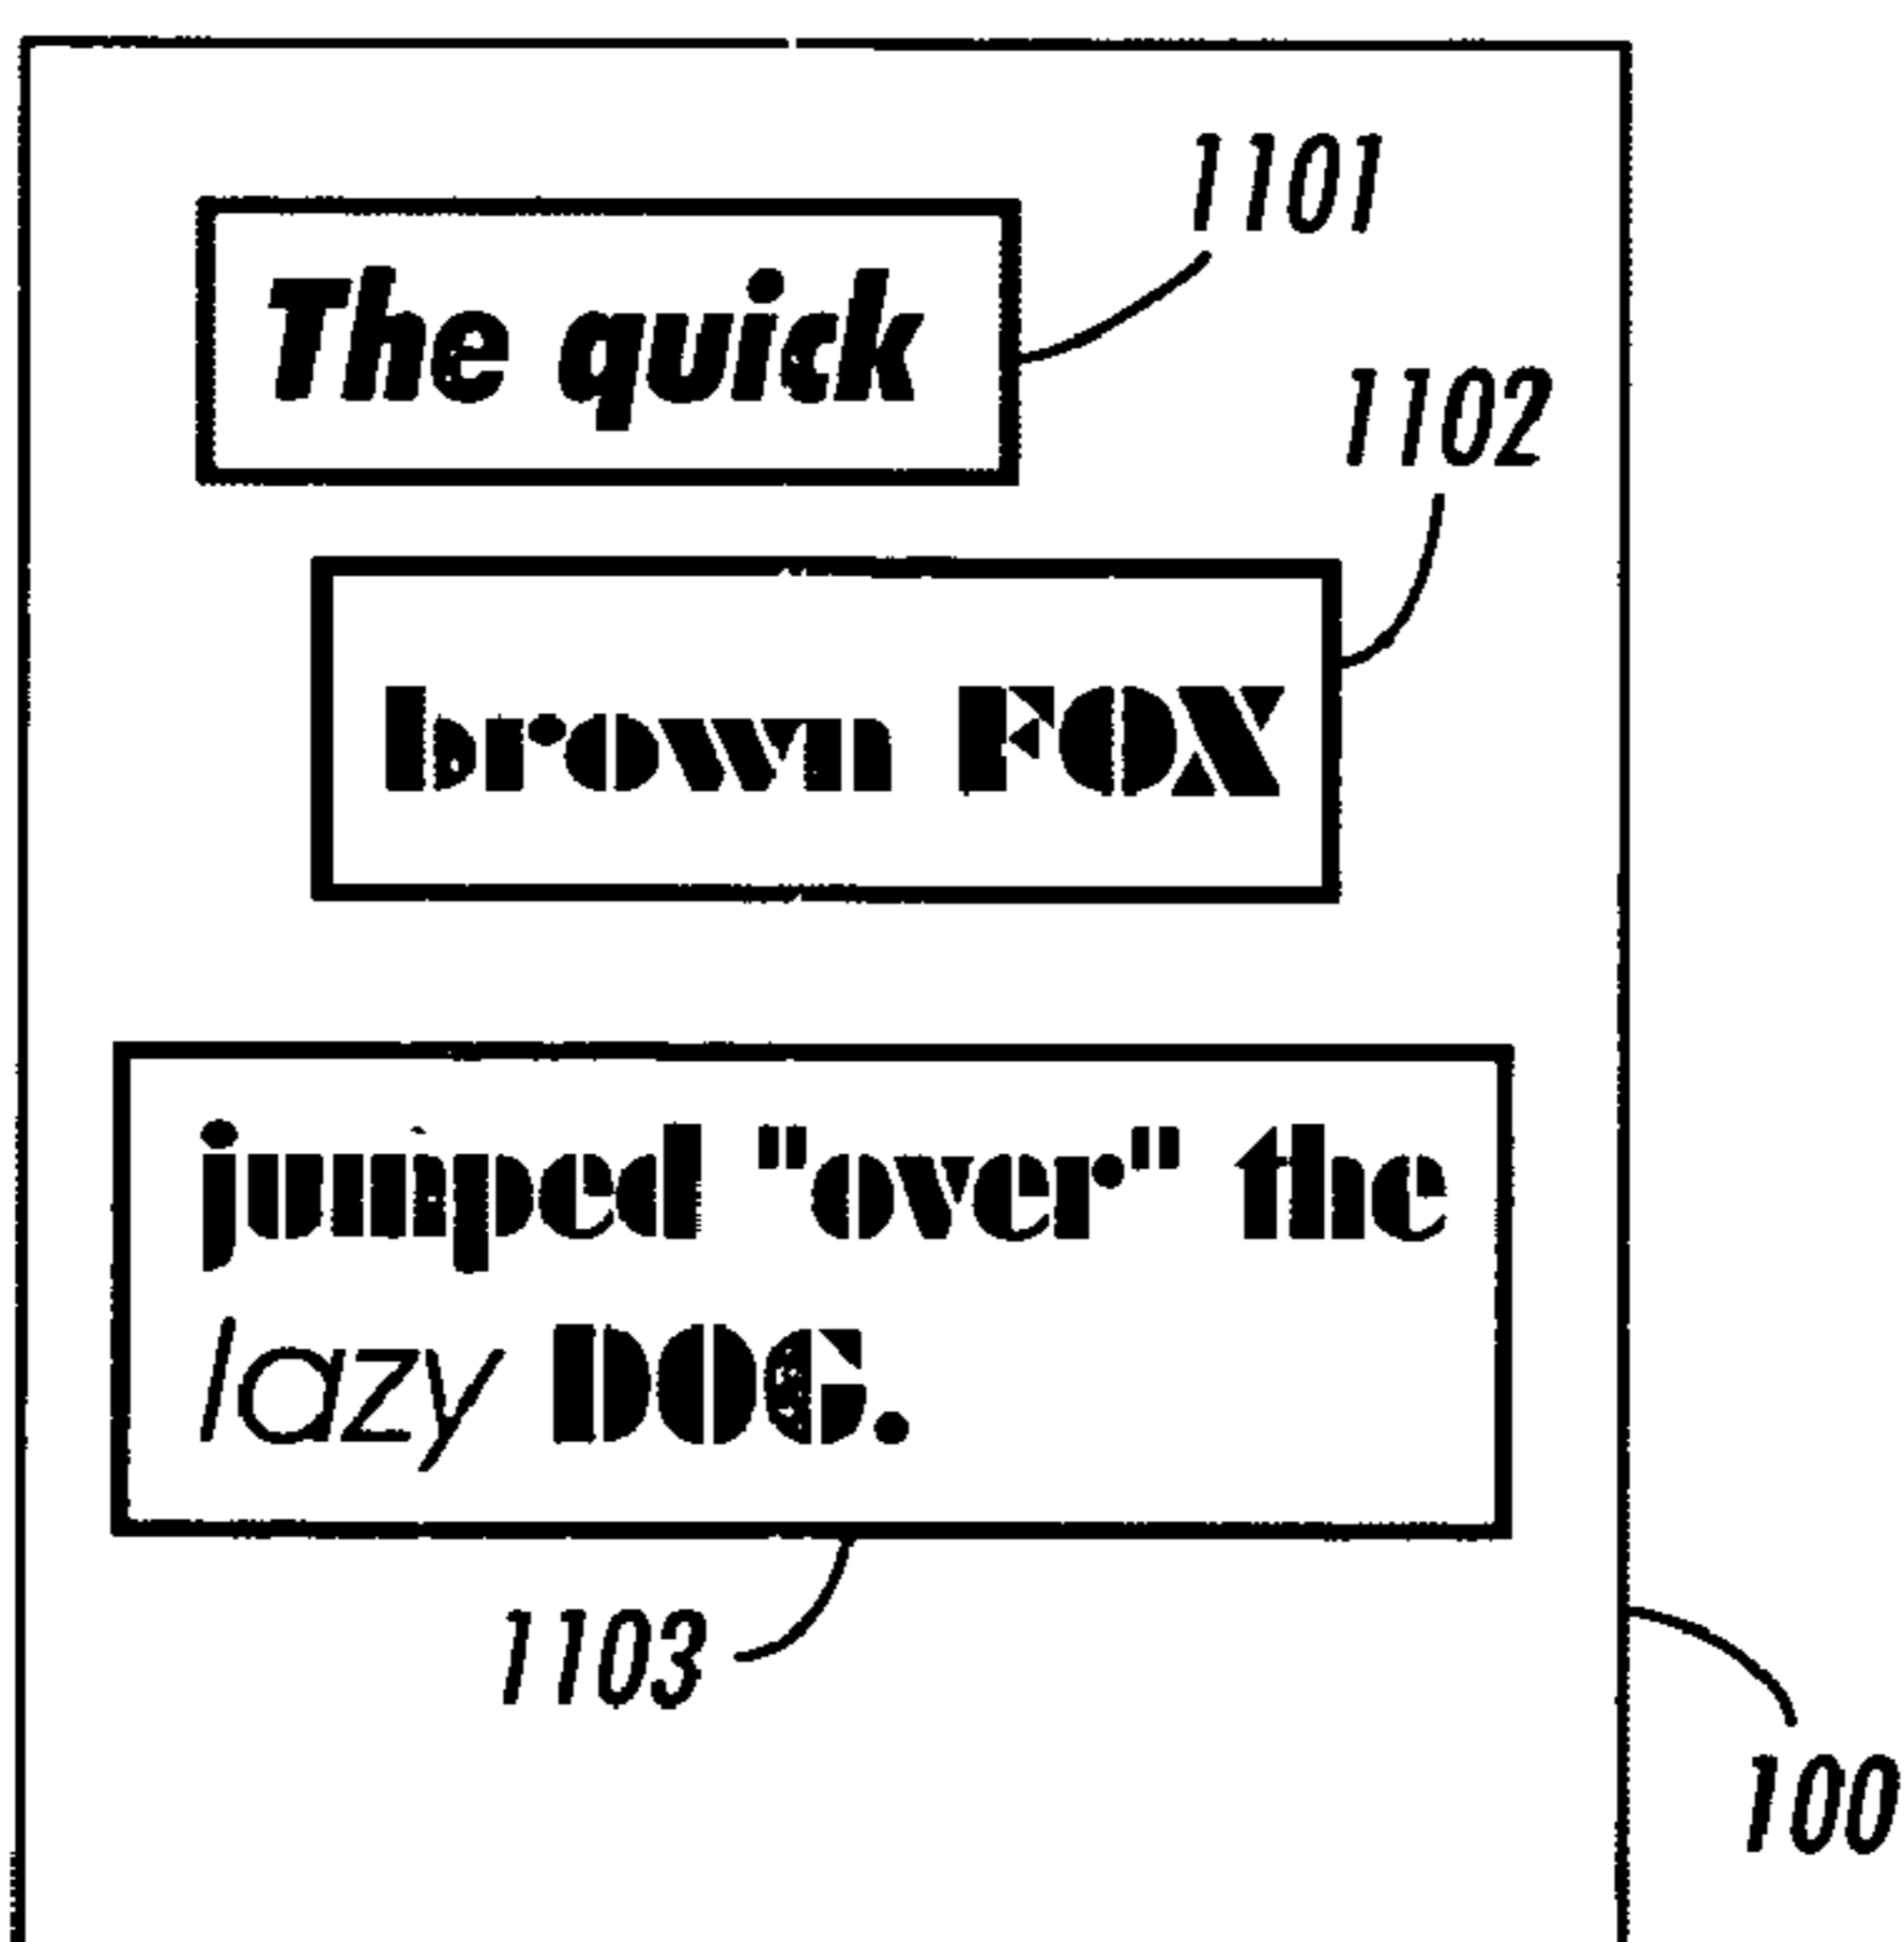 1101
The quick
1102
brown FOX
jumped "over" the
lazy DOG.
1103
100